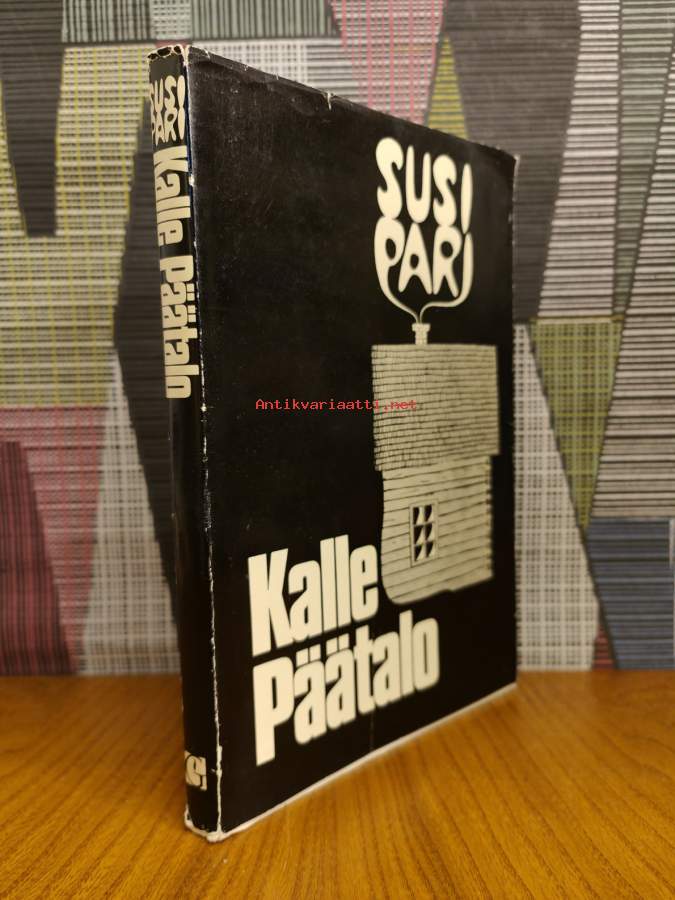 SUSI
PARI
Kalle Päätalo
SUSI
PARI
Antikvariaatti.net
Kalle
Päätalo